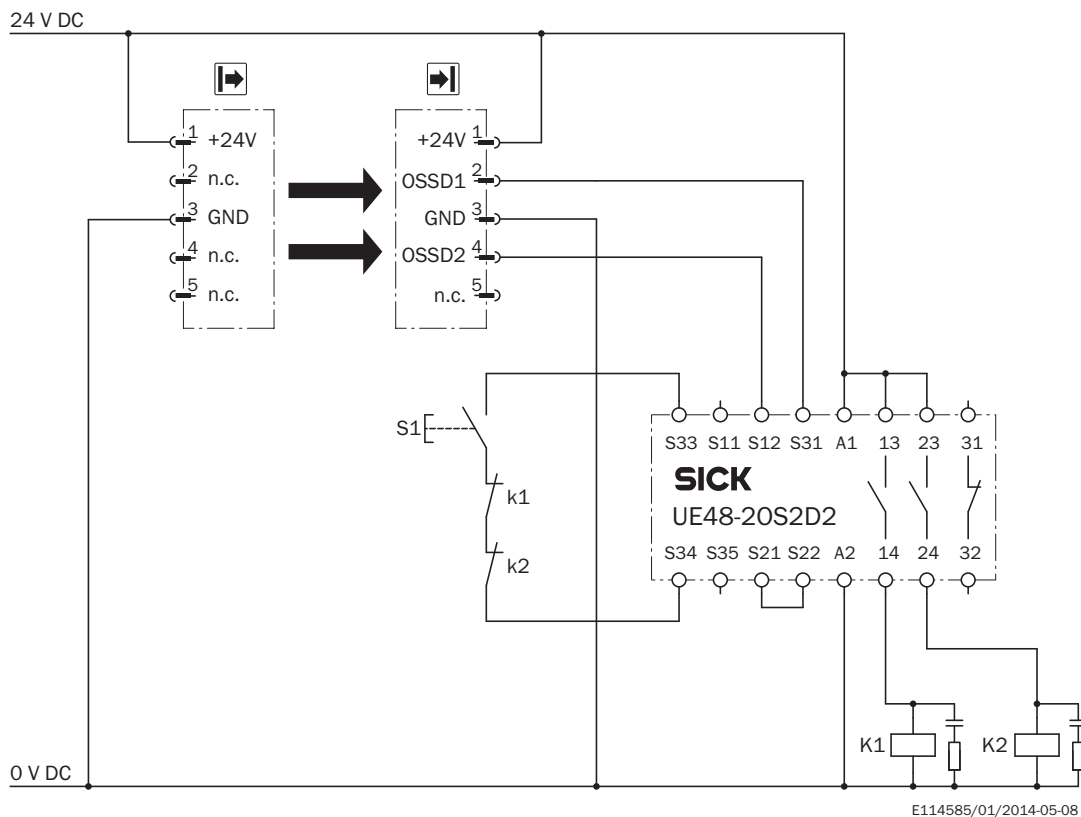 24 V DC
1 +24V
2 n.c.
3 GND
4 n.c.
5 n.c.
+24V 1
OSSD1 2
GND 3
OSSD2 4
n.c. 5
S1
k1
k2
S33 S11 S12 S31 A1 13 23 31
SICK
UE48-20S2D2
S34 S35 S21 S22 A2 14 24 32
K1
K2
0 V DC
E114585/01/2014-05-08